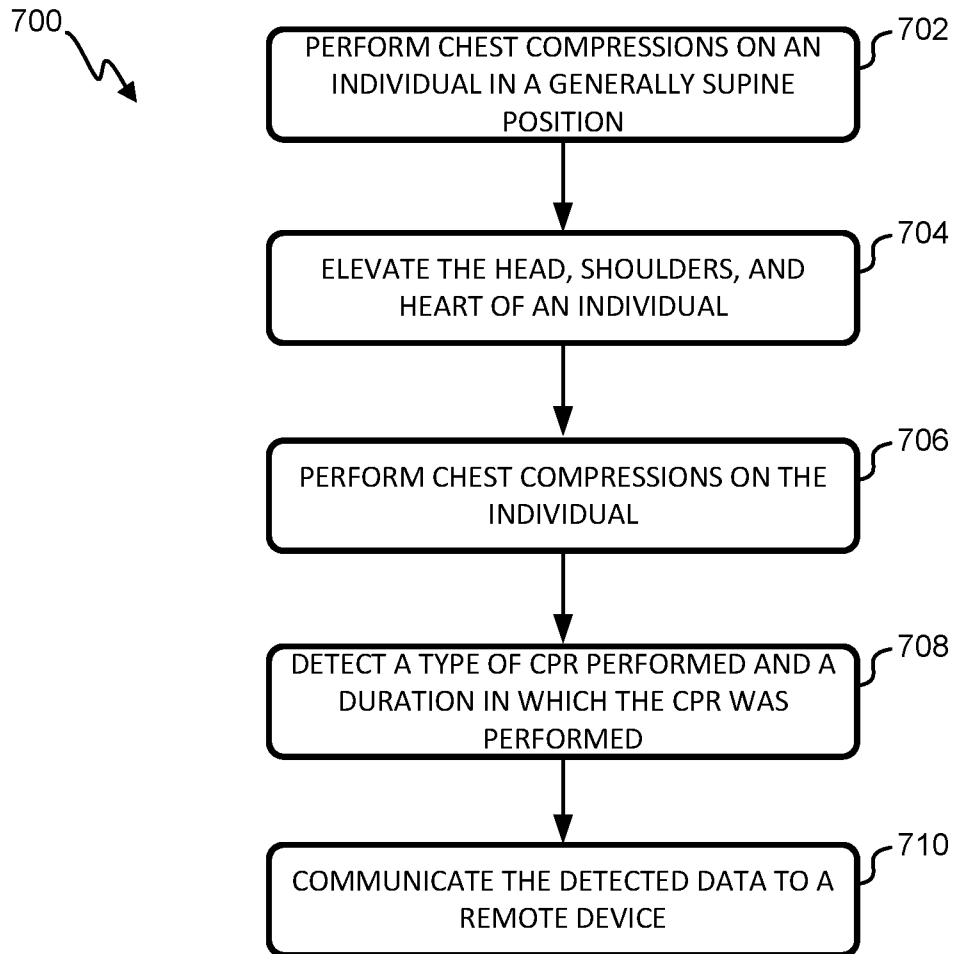 700
702
PERFORM CHEST COMPRESSIONS ON AN
INDIVIDUAL IN A GENERALLY SUPINE
POSITION
704
ELEVATE THE HEAD, SHOULDERS, AND
HEART OF AN INDIVIDUAL
706
PERFORM CHEST COMPRESSIONS ON THE
INDIVIDUAL
708
DETECT A TYPE OF CPR PERFORMED AND A
DURATION IN WHICH THE CPR WAS
PERFORMED
710
COMMUNICATE THE DETECTED DATA TO A
REMOTE DEVICE